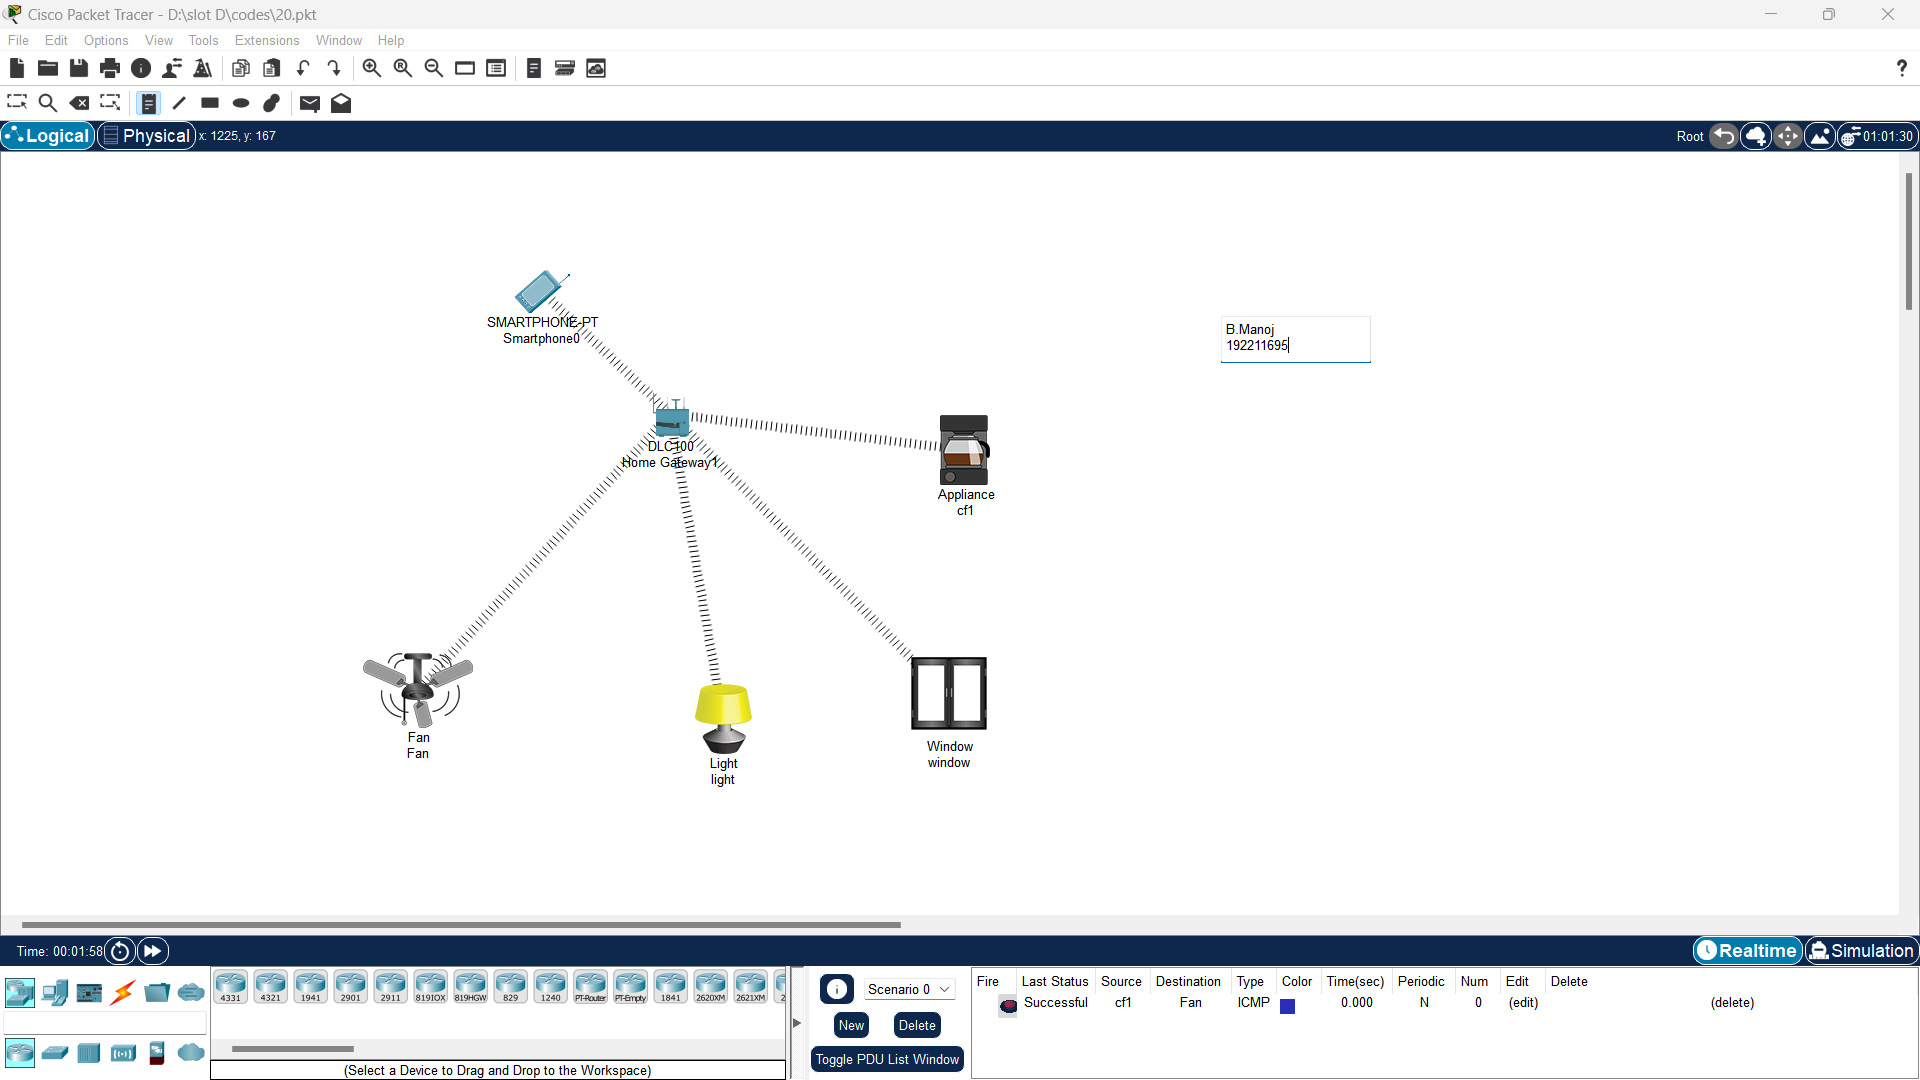 Cisco Packet Tracer - D:\slot D\codes\20.pkt
File Edit Options View Tools Extensions Window Help
?
Logical Physical x: 1225, y: 167 Root 01:01:30
SMARTPHONE-PT
Smartphone0
B.Manoj
192211695
DLC100
Home Gateway1
Appliance
cf1
Fan
Fan
Light
light
Window
window
Time: 00:01:58 Realtime Simulation
4331 4321 1941 2901 2911 819IOX 819HGW 829 1240 PT-Router PT-Empty 1841 2620XM 2621XM 2
(Select a Device to Drag and Drop to the Workspace)
Scenario 0
New Delete
Toggle PDU List Window
Fire Last Status Source Destination Type Color Time(sec) Periodic Num Edit Delete
Successful cf1 Fan ICMP 0.000 N 0 (edit) (delete)